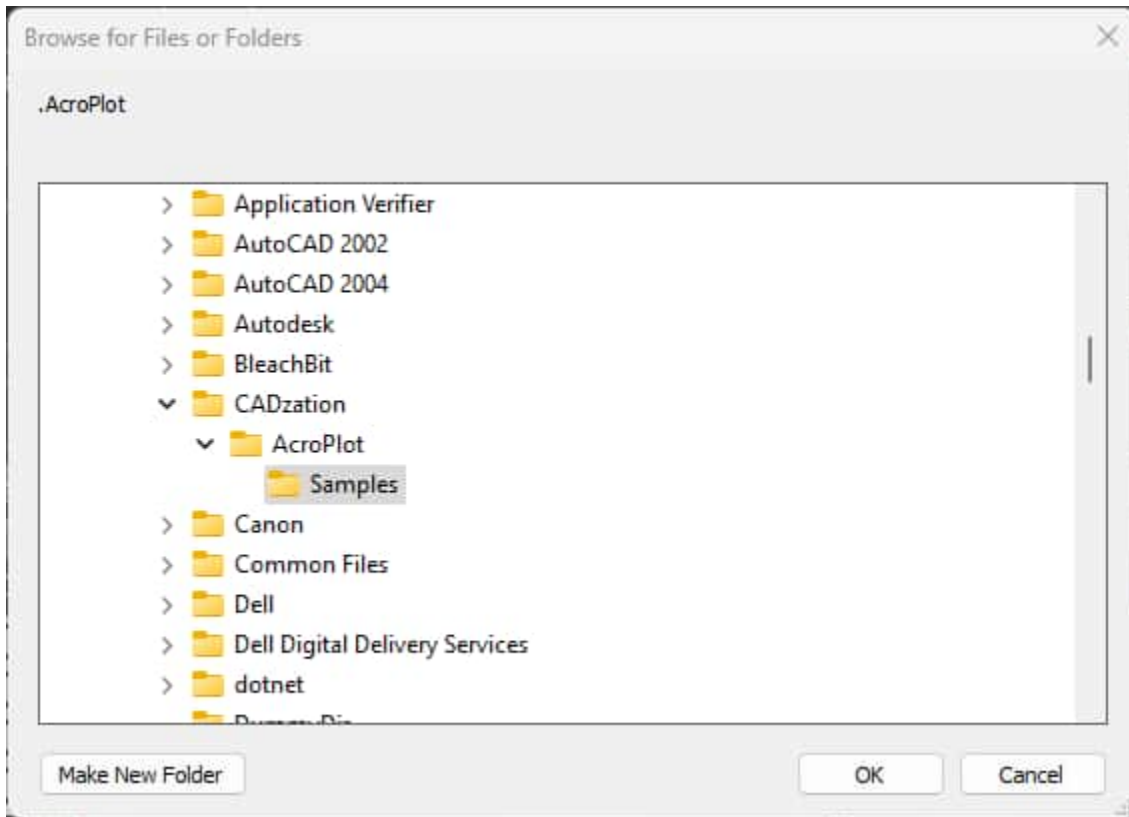 Browse for Files or Folders
.AcroPlot
Application Verifier
AutoCAD 2002
AutoCAD 2004
Autodesk
BleachBit
CADzation
AcroPlot
Samples
Canon
Common Files
Dell
Dell Digital Delivery Services
dotnet
Make New Folder
OK
Cancel